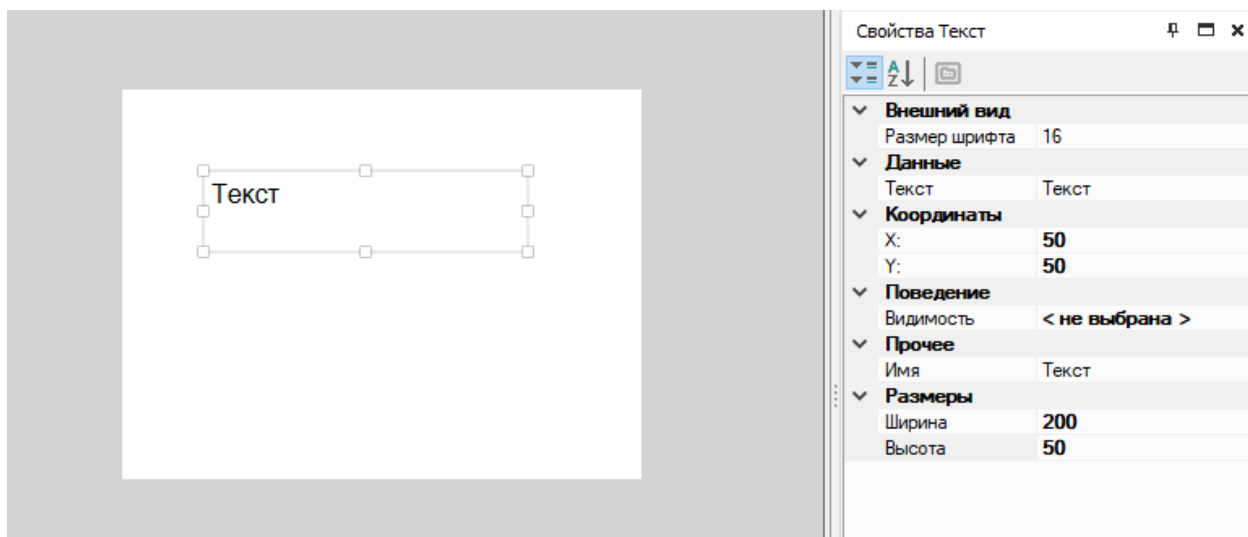 Свойства Текст
Текст
Внешний вид
Размер шрифта 16
Данные
Текст Текст
Координаты
X: 50
Y: 50
Поведение
Видимость < не выбрана >
Прочее
Имя Текст
Размеры
Ширина 200
Высота 50